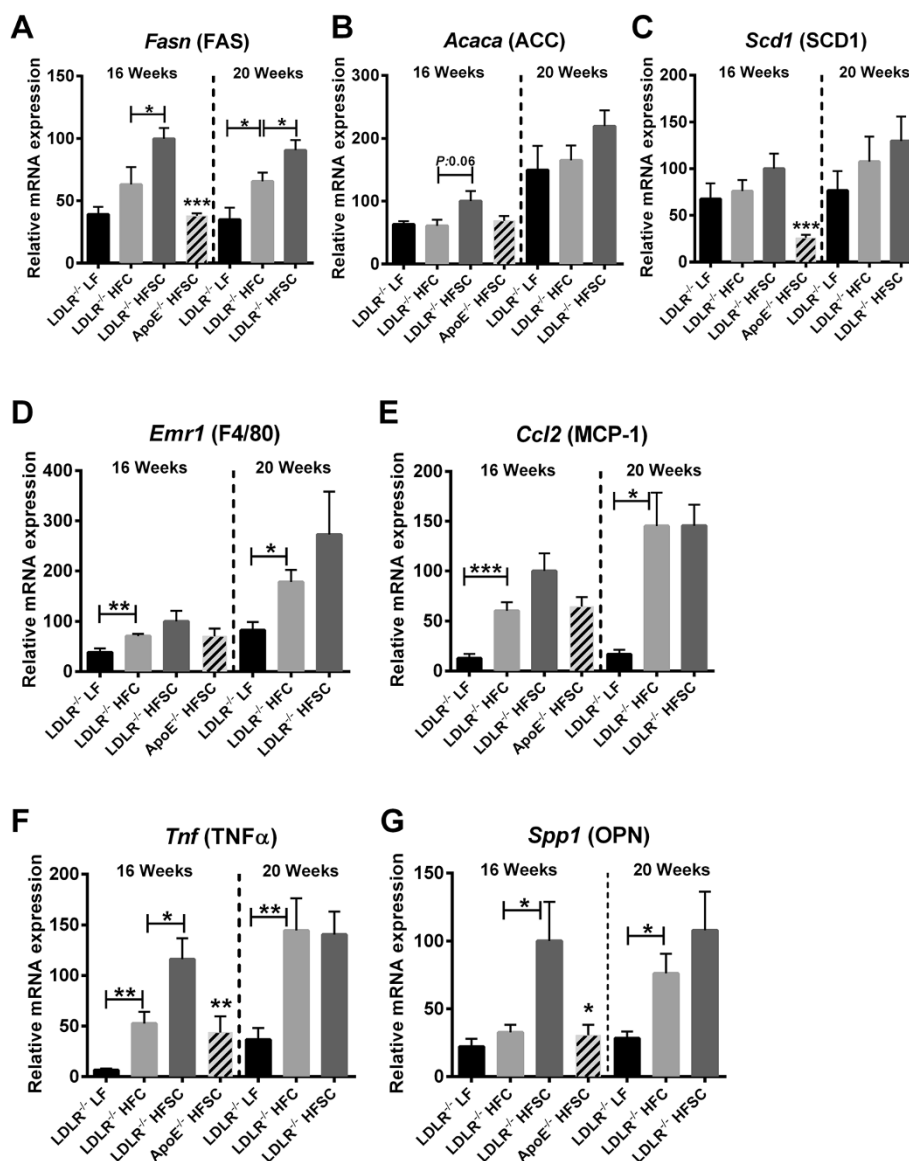 A
Fasn (FAS)
16 Weeks 20 Weeks
Relative mRNA expression
150
100
50
0
* *** * *
LDLR-/- LF
LDLR-/- HFC
LDLR-/- HFSC
ApoE-/- HFSC
LDLR-/- LF
LDLR-/- HFC
LDLR-/- HFSC
B
Acaca (ACC)
16 Weeks 20 Weeks
Relative mRNA expression
300
200
100
0
P:0.06
LDLR-/- LF
LDLR-/- HFC
LDLR-/- HFSC
ApoE-/- HFSC
LDLR-/- LF
LDLR-/- HFC
LDLR-/- HFSC
C
Scd1 (SCD1)
16 Weeks 20 Weeks
Relative mRNA expression
200
150
100
50
0
***
LDLR-/- LF
LDLR-/- HFC
LDLR-/- HFSC
ApoE-/- HFSC
LDLR-/- LF
LDLR-/- HFC
LDLR-/- HFSC
D
Emr1 (F4/80)
16 Weeks 20 Weeks
Relative mRNA expression
400
300
200
100
0
** *
LDLR-/- LF
LDLR-/- HFC
LDLR-/- HFSC
ApoE-/- HFSC
LDLR-/- LF
LDLR-/- HFC
LDLR-/- HFSC
E
Ccl2 (MCP-1)
16 Weeks 20 Weeks
Relative mRNA expression
200
150
100
50
0
*** *
LDLR-/- LF
LDLR-/- HFC
LDLR-/- HFSC
ApoE-/- HFSC
LDLR-/- LF
LDLR-/- HFC
LDLR-/- HFSC
F
Tnf (TNFα)
16 Weeks 20 Weeks
Relative mRNA expression
200
150
100
50
0
** * ** **
LDLR-/- LF
LDLR-/- HFC
LDLR-/- HFSC
ApoE-/- HFSC
LDLR-/- LF
LDLR-/- HFC
LDLR-/- HFSC
G
Spp1 (OPN)
16 Weeks 20 Weeks
Relative mRNA expression
150
100
50
0
* * *
LDLR-/- LF
LDLR-/- HFC
LDLR-/- HFSC
ApoE-/- HFSC
LDLR-/- LF
LDLR-/- HFC
LDLR-/- HFSC